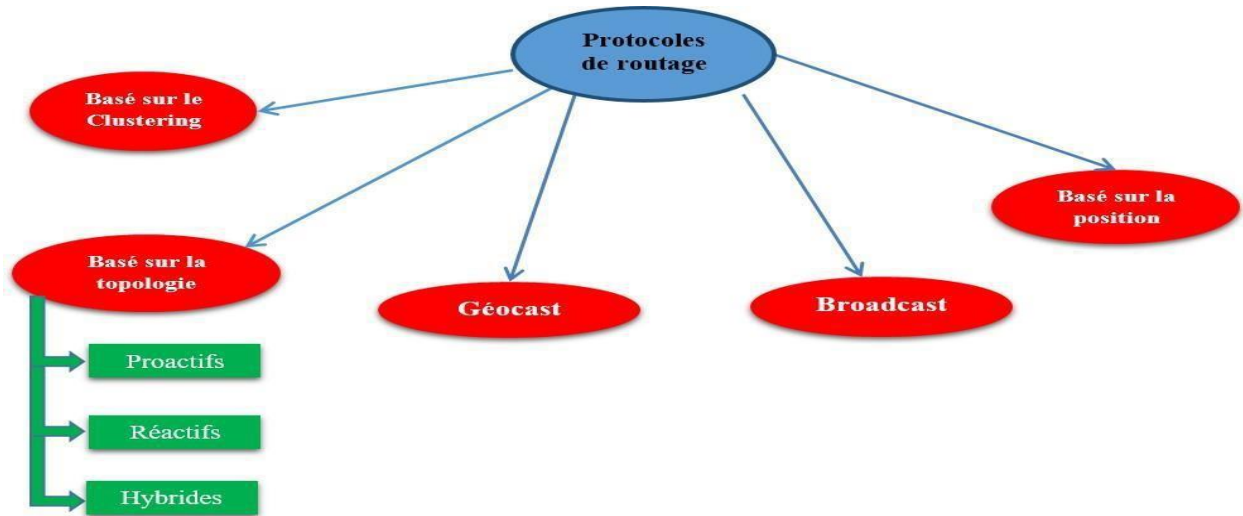 Protocoles
de routage
Basé sur le
Clustering
Basé sur la
position
Basé sur la
topologie
Géocast
Broadcast
Proactifs
Réactifs
Hybrides